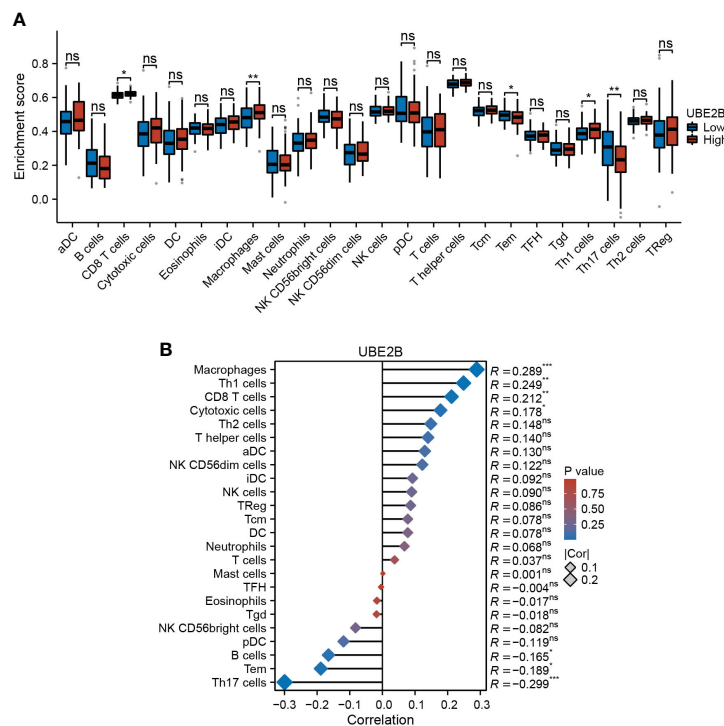 A
ns
ns
*
ns
ns
ns
ns
**
ns
ns
ns
ns
ns
ns
ns
ns
ns
*
ns
ns
*
**
ns
ns
Enrichment score
0.8
0.6
0.4
0.2
0.0
UBE2B
Low
High
aDC
B cells
CD8 T cells
Cytotoxic cells
DC
Eosinophils
iDC
Macrophages
Mast cells
Neutrophils
NK CD56bright cells
NK CD56dim cells
NK cells
pDC
T cells
T helper cells
Tcm
Tem
TFH
Tgd
Th1 cells
Th17 cells
Th2 cells
TReg
B
UBE2B
Macrophages R = 0.289***
Th1 cells R = 0.249**
CD8 T cells R = 0.212**
Cytotoxic cells R = 0.178*
Th2 cells R = 0.148ns
T helper cells R = 0.140ns
aDC R = 0.130ns
NK CD56dim cells R = 0.122ns
iDC R = 0.092ns
NK cells R = 0.090ns
TReg R = 0.086ns
Tcm R = 0.078ns
DC R = 0.078ns
Neutrophils R = 0.068ns
T cells R = 0.037ns
Mast cells R = 0.001ns
TFH R = −0.004ns
Eosinophils R = −0.017ns
Tgd R = −0.018ns
NK CD56bright cells R = −0.082ns
pDC R = −0.119ns
B cells R = −0.165*
Tem R = −0.189*
Th17 cells R = −0.299***
−0.3 −0.2 −0.1 0.0 0.1 0.2 0.3
Correlation
P value
0.75
0.50
0.25
|Cor|
0.1
0.2